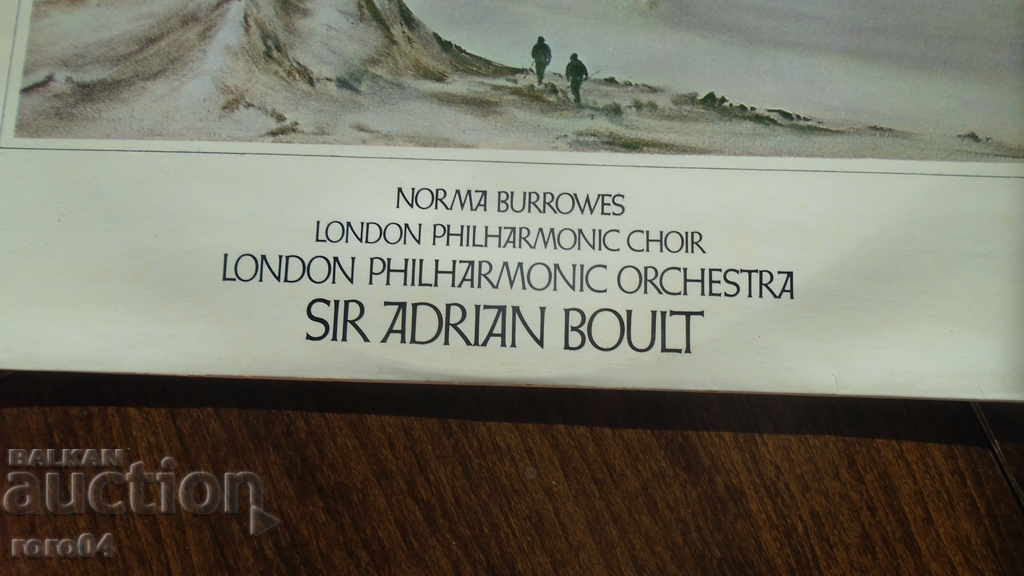 NORMA BURROWES
LONDON PHILHARMONIC CHOIR
LONDON PHILHARMONIC ORCHESTRA
SIR ADRIAN BOULT
BALKAN
auction
roro04